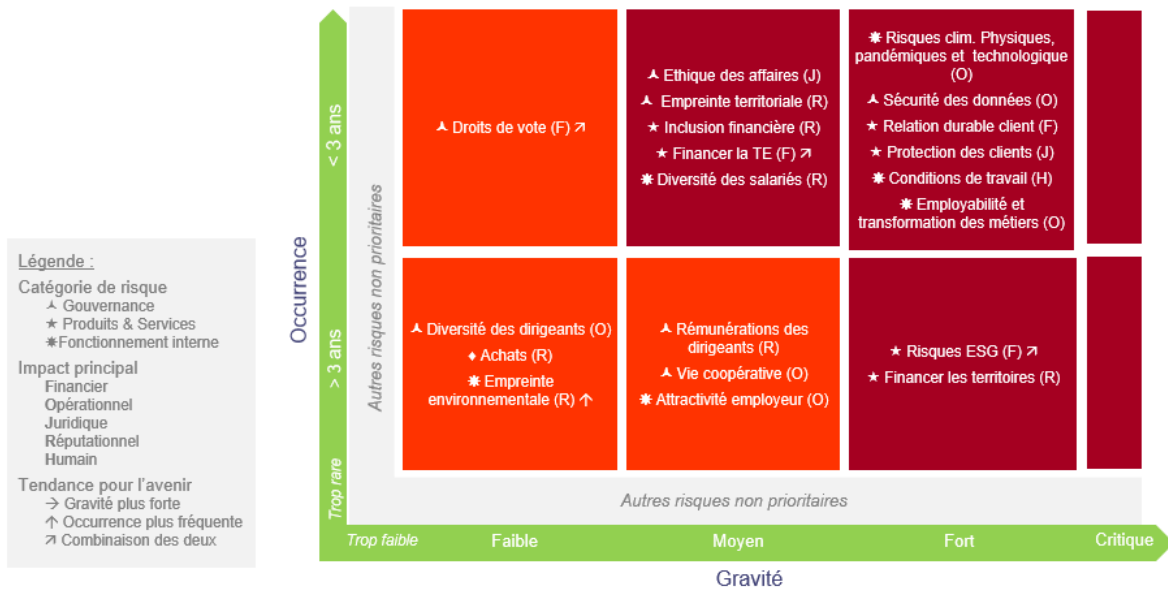 Légende :
Catégorie de risque
Gouvernance
★ Produits & Services
✸Fonctionnement interne
Impact principal
Financier
Opérationnel
Juridique
Réputationnel
Humain
Tendance pour l'avenir
→ Gravité plus forte
↑ Occurrence plus fréquente
↗ Combinaison des deux
Occurrence
< 3 ans
> 3 ans
Trop rare
Autres risques non prioritaires
Droits de vote (F) ↗
Ethique des affaires (J)
Empreinte territoriale (R)
★ Inclusion financière (R)
★ Financer la TE (F) ↗
✸ Diversité des salariés (R)
✸ Risques clim. Physiques,
pandémiques et technologique
(O)
Sécurité des données (O)
★ Relation durable client (F)
★ Protection des clients (J)
✸ Conditions de travail (H)
✸ Employabilité et
transformation des métiers (O)
Diversité des dirigeants (O)
♦ Achats (R)
✸ Empreinte
environnementale (R) ↑
Rémunérations des
dirigeants (R)
Vie coopérative (O)
✸ Attractivité employeur (O)
★ Risques ESG (F) ↗
★ Financer les territoires (R)
Autres risques non prioritaires
Trop faible
Faible
Moyen
Fort
Critique
Gravité